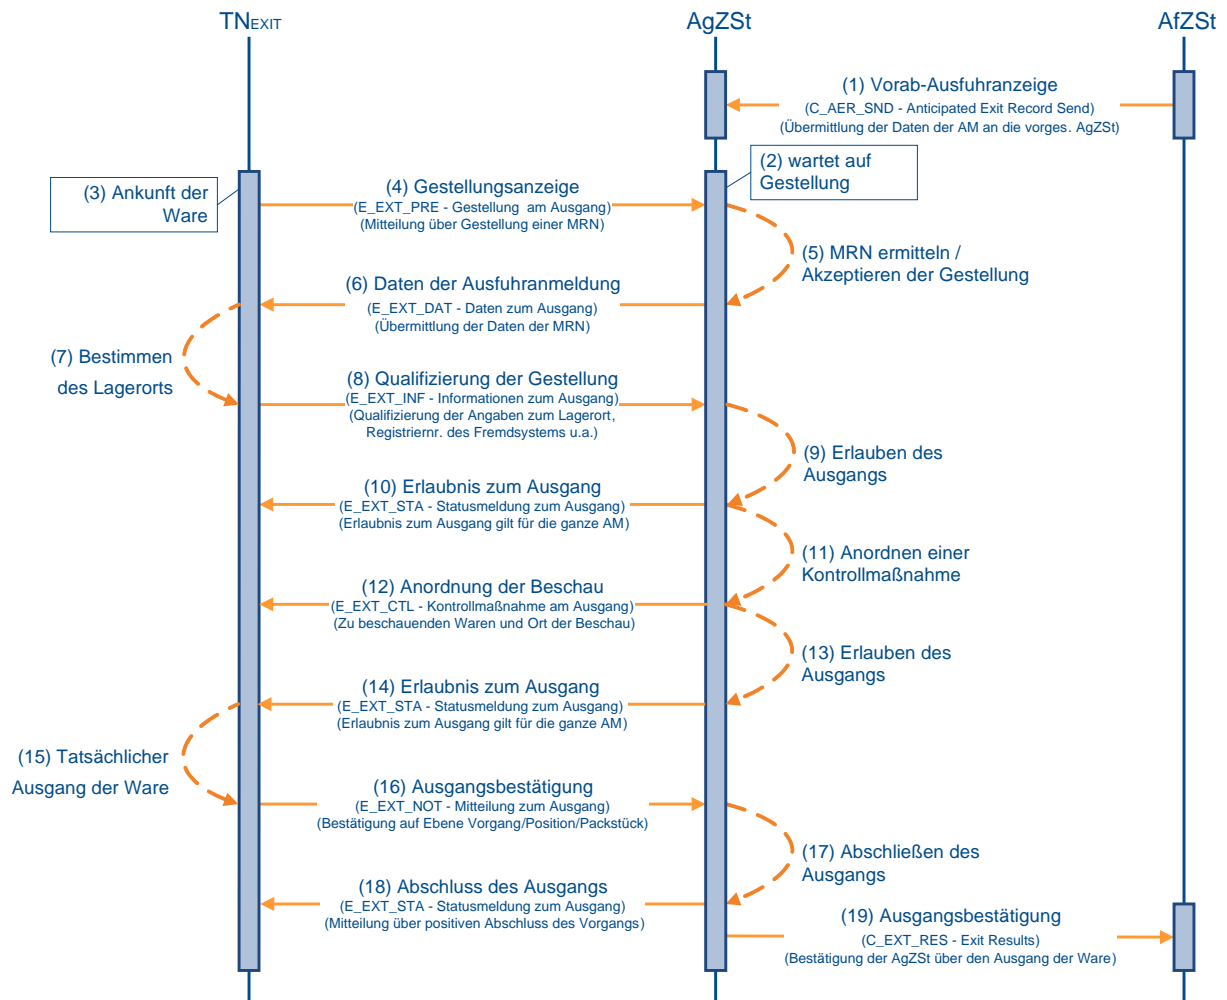 TNEXIT
AgZSt
AfZSt
(1) Vorab-Ausfuhranzeige
(C_AER_SND - Anticipated Exit Record Send)
(Übermittlung der Daten der AM an die vorges. AgZSt)
(2) wartet auf
Gestellung
(3) Ankunft der
Ware
(4) Gestellungsanzeige
(E_EXT_PRE - Gestellung am Ausgang)
(Mitteilung über Gestellung einer MRN)
(5) MRN ermitteln /
Akzeptieren der Gestellung
(6) Daten der Ausfuhranmeldung
(E_EXT_DAT - Daten zum Ausgang)
(Übermittlung der Daten der MRN)
(7) Bestimmen
des Lagerorts
(8) Qualifizierung der Gestellung
(E_EXT_INF - Informationen zum Ausgang)
(Qualifizierung der Angaben zum Lagerort,
Registriernr. des Fremdsystems u.a.)
(9) Erlauben des
Ausgangs
(10) Erlaubnis zum Ausgang
(E_EXT_STA - Statusmeldung zum Ausgang)
(Erlaubnis zum Ausgang gilt für die ganze AM)
(11) Anordnen einer
Kontrollmaßnahme
(12) Anordnung der Beschau
(E_EXT_CTL - Kontrollmaßnahme am Ausgang)
(Zu beschauenden Waren und Ort der Beschau)
(13) Erlauben des
Ausgangs
(14) Erlaubnis zum Ausgang
(E_EXT_STA - Statusmeldung zum Ausgang)
(Erlaubnis zum Ausgang gilt für die ganze AM)
(15) Tatsächlicher
Ausgang der Ware
(16) Ausgangsbestätigung
(E_EXT_NOT - Mitteilung zum Ausgang)
(Bestätigung auf Ebene Vorgang/Position/Packstück)
(17) Abschließen des
Ausgangs
(18) Abschluss des Ausgangs
(E_EXT_STA - Statusmeldung zum Ausgang)
(Mitteilung über positiven Abschluss des Vorgangs)
(19) Ausgangsbestätigung
(C_EXT_RES - Exit Results)
(Bestätigung der AgZSt über den Ausgang der Ware)